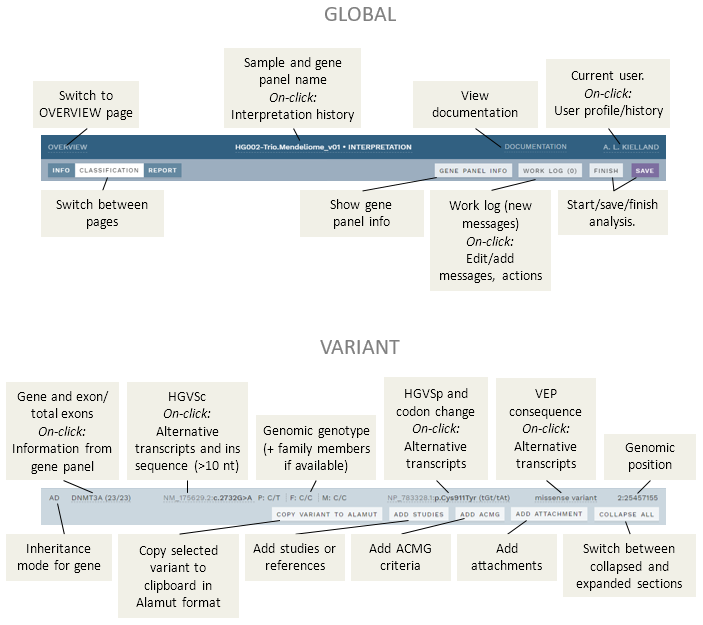 GLOBAL
Sample and gene
panel name
On-click:
Interpretation history
Current user.
On-click:
User profile/history
Switch to
OVERVIEW page
View
documentation
OVERVIEW
HG002-Trio.Mendeliome_v01 • INTERPRETATION
DOCUMENTATION
A. L. KIELLAND
INFO
CLASSIFICATION
REPORT
GENE PANEL INFO
WORK LOG (0)
FINISH
SAVE
Switch between
pages
Show gene
panel info
Work log (new
messages)
On-click:
Edit/add
messages, actions
Start/save/finish
analysis.
VARIANT
Gene and exon/
total exons
On-click:
Information from
gene panel
HGVSc
On-click:
Alternative
transcripts and ins
sequence (>10 nt)
Genomic genotype
(+ family members
if available)
HGVSp and
codon change
On-click:
Alternative
transcripts
VEP
consequence
On-click:
Alternative
transcripts
Genomic
position
AD
DNMT3A (23/23)
NM_175629.2:c.2732G>A
P: C/T | F: C/C | M: C/C
NP_783328.1:p.Cys911Tyr (tGt/tAt)
missense variant
2:25457155
COPY VARIANT TO ALAMUT
ADD STUDIES
ADD ACMG
ADD ATTACHMENT
COLLAPSE ALL
Inheritance
mode for gene
Copy selected
variant to
clipboard in
Alamut format
Add studies or
references
Add ACMG
criteria
Add
attachments
Switch between
collapsed and
expanded sections